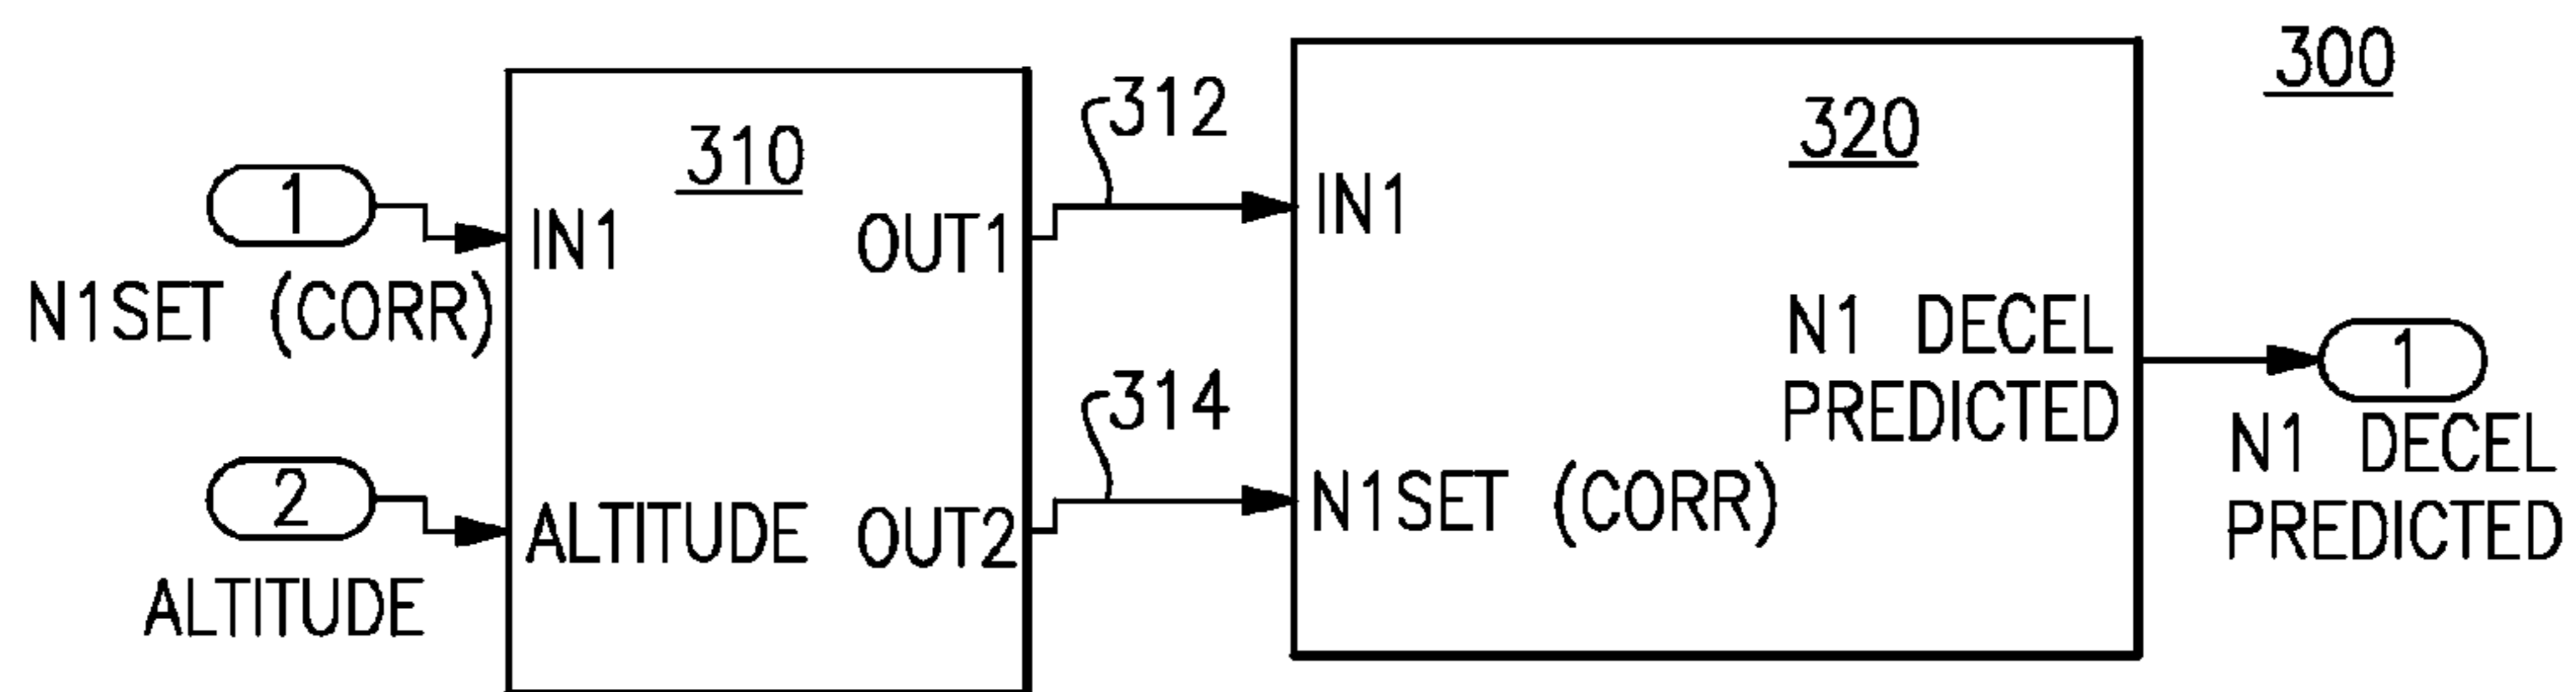 300
310
312
320
1
IN1
OUT1
IN1
N1SET (CORR)
N1 DECEL
PREDICTED
1
N1 DECEL
PREDICTED
314
2
ALTITUDE
OUT2
N1SET (CORR)
ALTITUDE